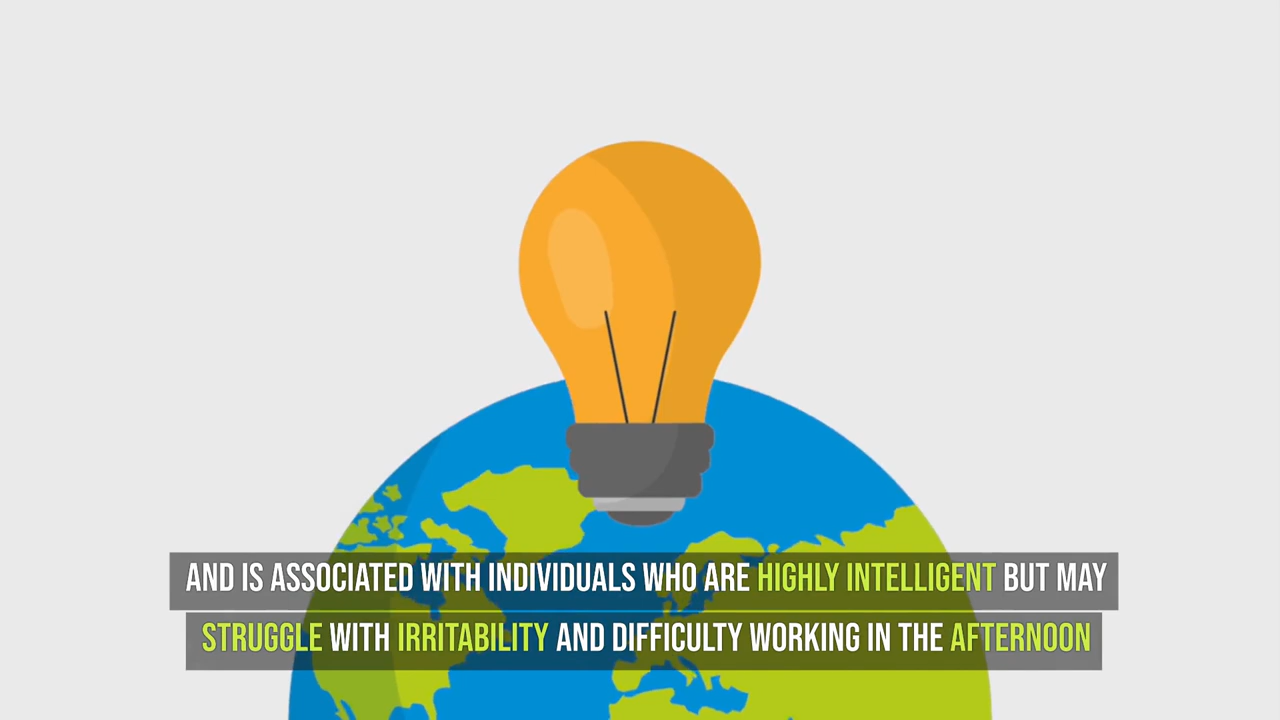 AND IS ASSOCIATED WITH INDIVIDUALS WHO ARE HIGHLY INTELLIGENT BUT MAY
STRUGGLE WITH IRRITABILITY AND DIFFICULTY WORKING IN THE AFTERNOON